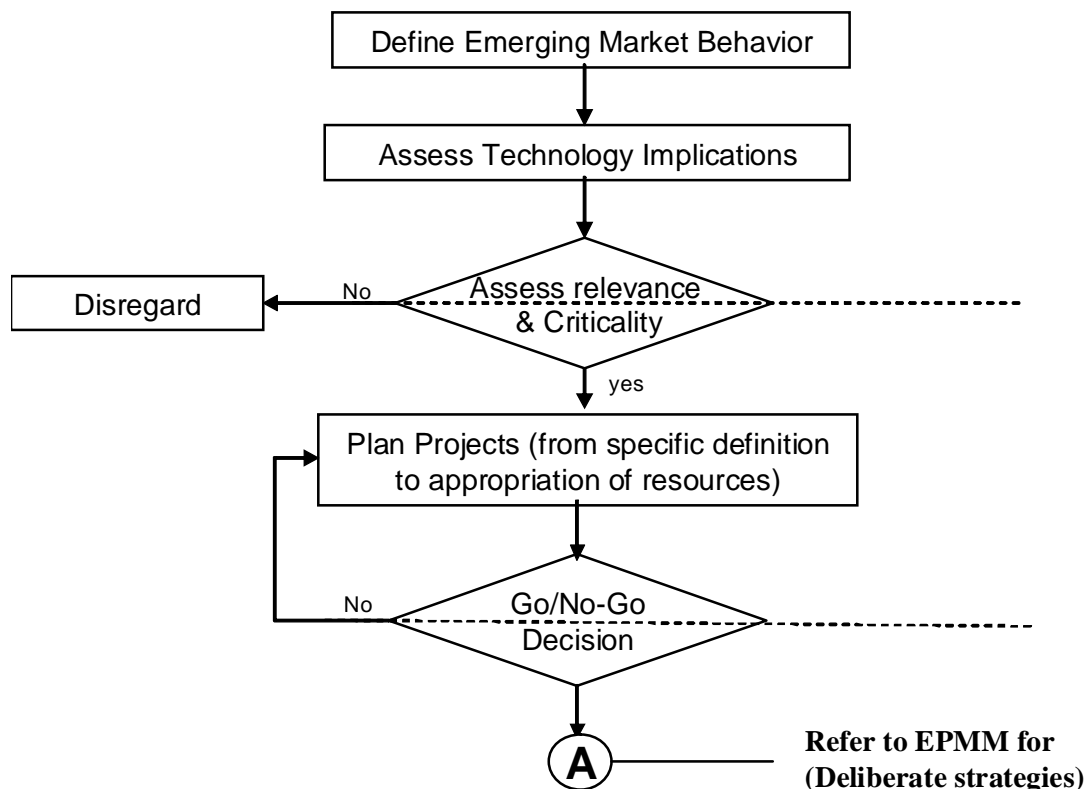 Define Emerging Market Behavior
Assess Technology Implications
Assess relevance
& Criticality
No
Disregard
yes
Plan Projects (from specific definition
to appropriation of resources)
No
Go/No-Go
Decision
A
Refer to EPMM for
(Deliberate strategies)